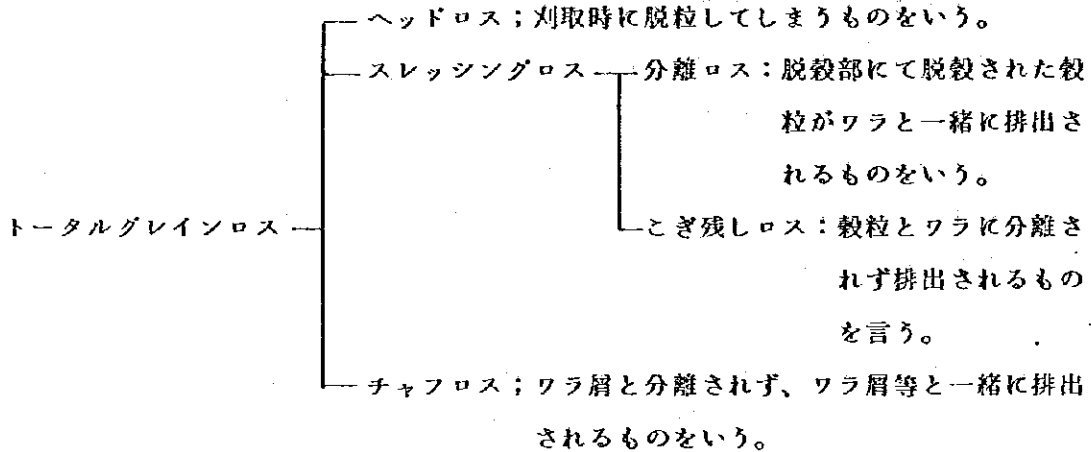 ヘッドロス；刈取時に脱粒してしまうものをいう。
スレッシングロス 分離ロス：脱穀部にて脱穀された穀
粒がワラと一緒に排出さ
れるものをいう。
トータルグレインロス
こぎ残しロス：穀粒とワラに分離さ
れず排出されるもの
を言う。
チャフロス；ワラ屑と分離されず、ワラ屑等と一緒に排出
されるものをいう。